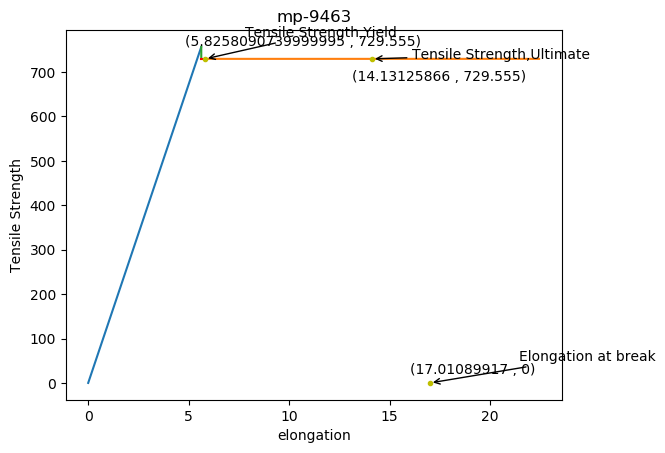 mp-9463
Tensile Strength,Yield
(5.8258090739999995 , 729.555)
Tensile Strength,Ultimate
(14.13125866 , 729.555)
Elongation at break
(17.01089917 , 0)
Tensile Strength
700
600
500
400
300
200
100
0
0 5 10 15 20
elongation